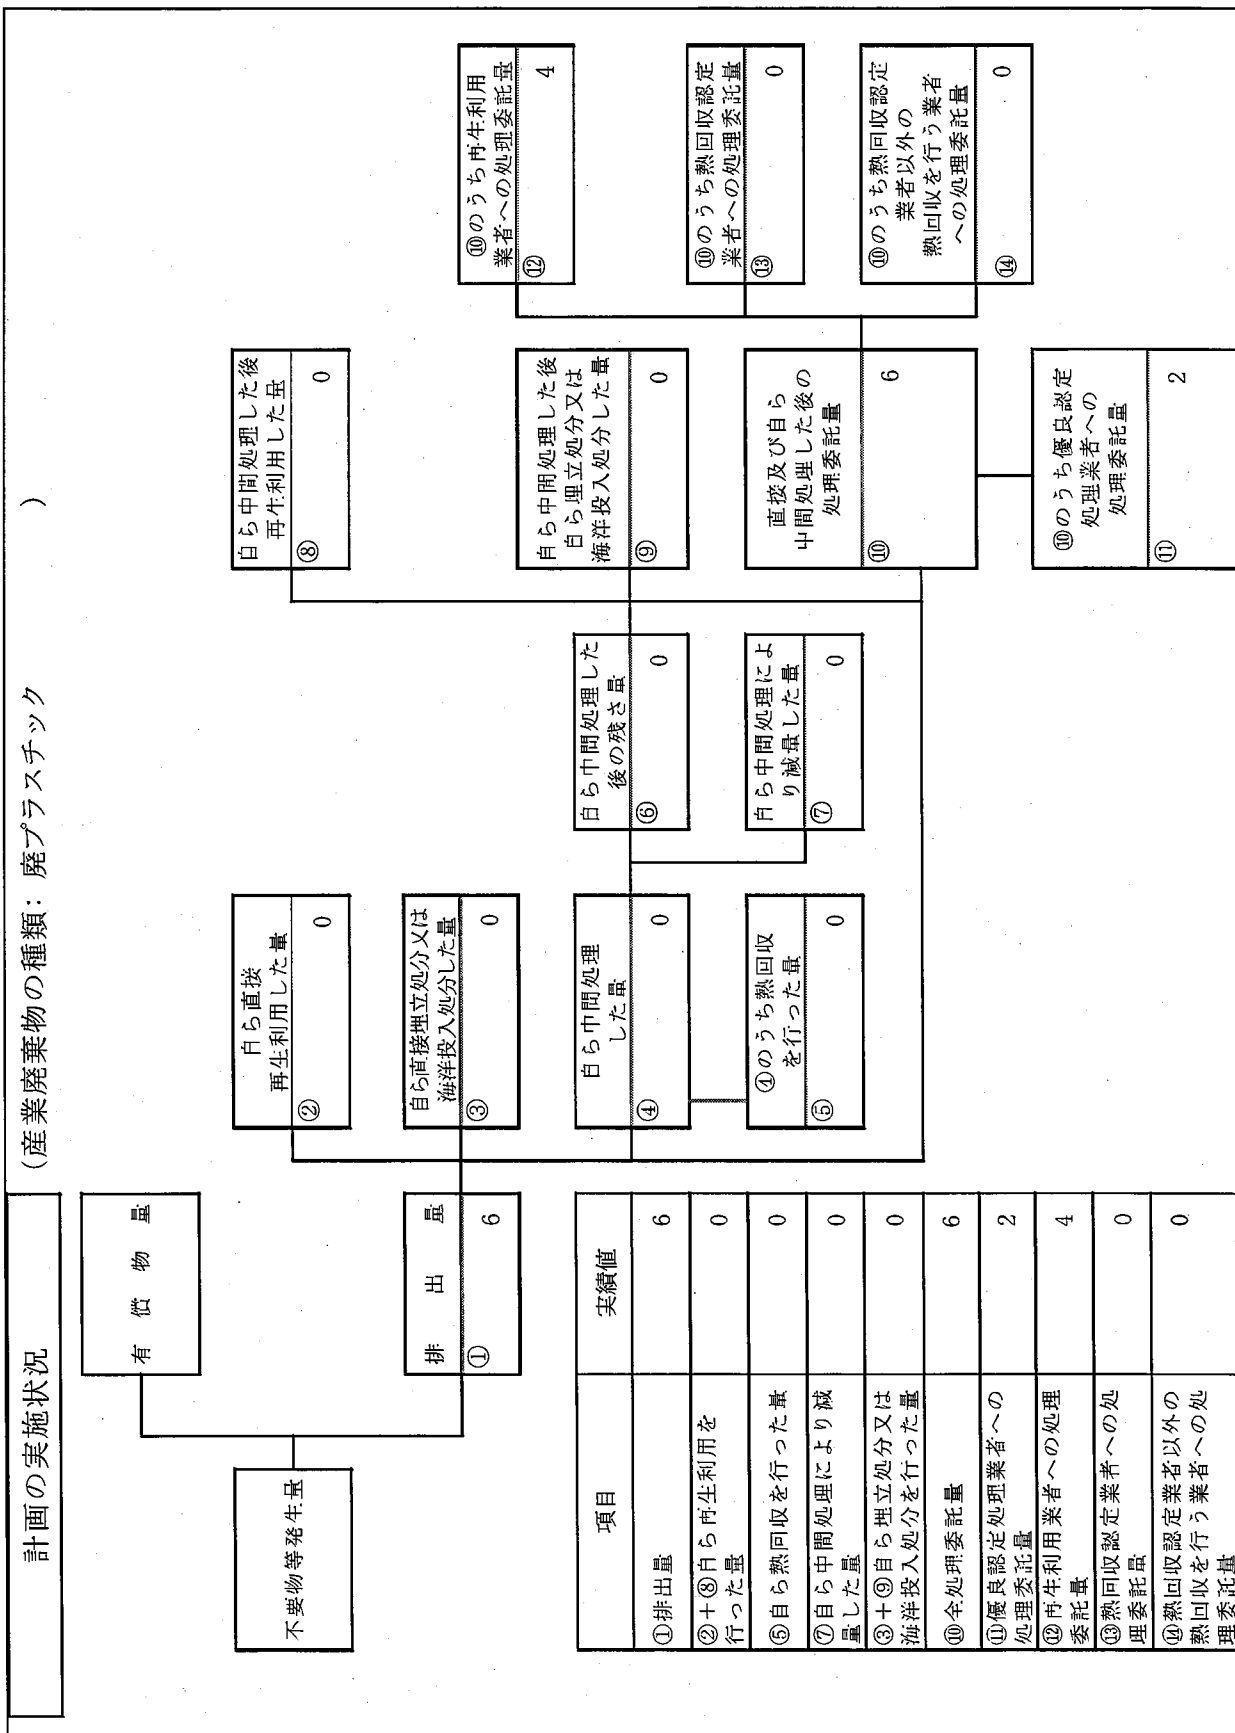 計画の実施状況
(産業廃棄物の種類: 廃プラスチック )
不要物等発生量
有償物量
排出量
① 6
自ら直接
再生利用した量
② 0
自ら直接埋立処分又は
海洋投入処分した量
③ 0
自ら中間処理
した量
④ 0
④のうち熱回収
を行った量
⑤ 0
自ら中間処理した
後の残さ量
⑥ 0
自ら中間処理によ
り減量した量
⑦ 0
自ら中間処理した後
再生利用した量
⑧ 0
自ら中間処理した後
自ら埋立処分又は
海洋投入処分した量
⑨ 0
直接及び自ら
中間処理した後の
処理委託量
⑩ 6
⑩のうち優良認定
処理業者への
処理委託量
⑪ 2
⑩のうち再生利用
業者への処理委託量
⑫ 4
⑩のうち熱回収認定
業者への処理委託量
⑬ 0
⑩のうち熱回収認定
業者以外の
熱回収を行う業者
への処理委託量
⑭ 0
項目 実績値
①排出量 6
②+⑧自ら再生利用を
行った量 0
⑤自ら熱回収を行った量 0
⑦自ら中間処理により減
量した量 0
③+⑨自ら埋立処分又は
海洋投入処分を行った量 0
⑩全処理委託量 6
⑪優良認定処理業者への
処理委託量 2
⑫再生利用業者への処理
委託量 4
⑬熱回収認定業者への処
理委託量 0
⑭熱回収認定業者以外の
熱回収を行う業者への処
理委託量 0